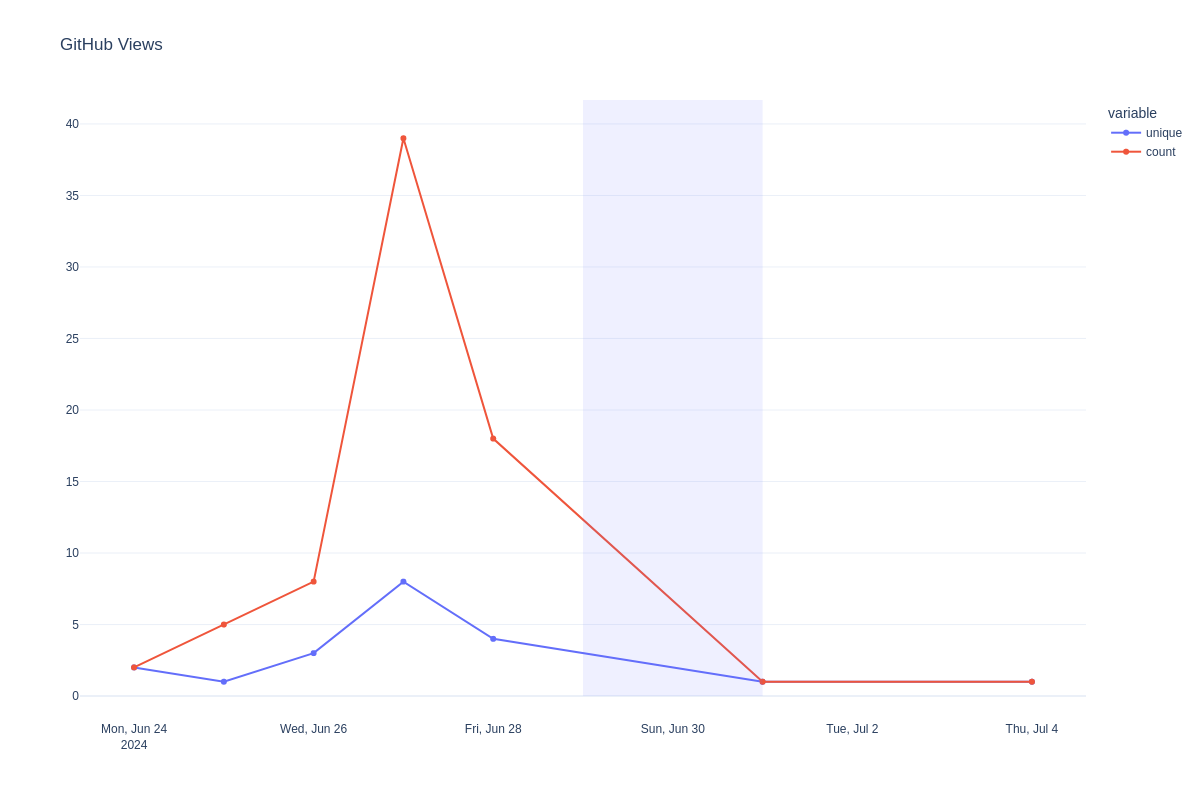 GitHub Views
variable
unique
count
40
35
30
25
20
15
10
5
0
Mon, Jun 24
2024
Wed, Jun 26
Fri, Jun 28
Sun, Jun 30
Tue, Jul 2
Thu, Jul 4